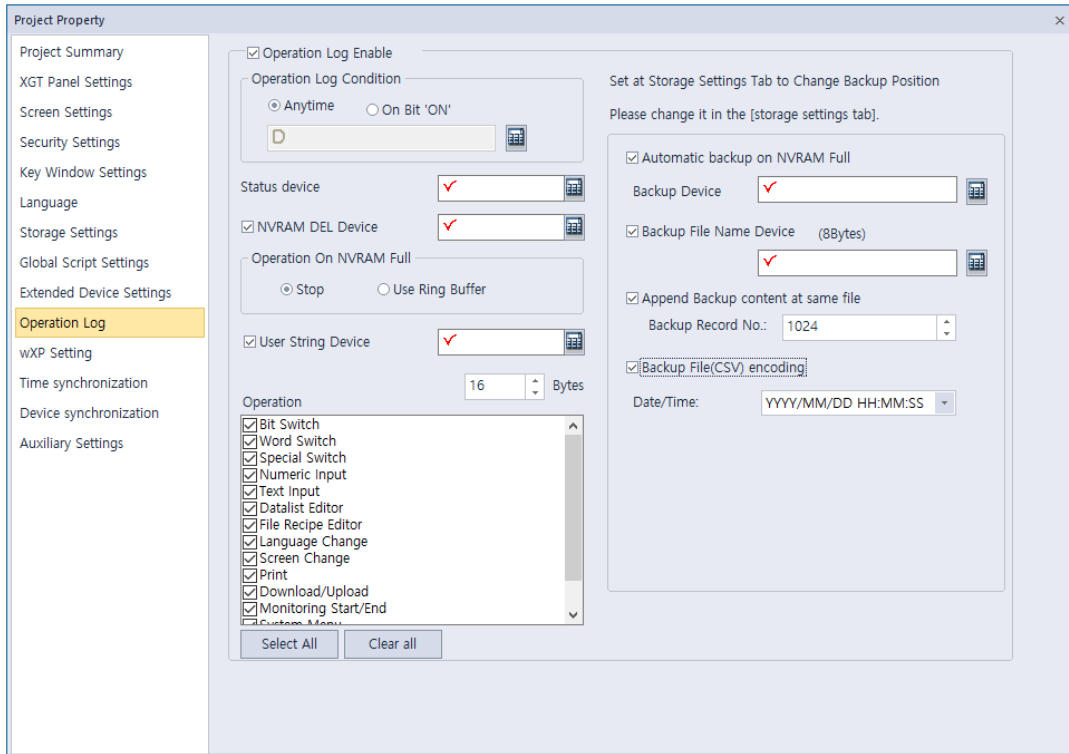 Project Property
Project Summary
XGT Panel Settings
Screen Settings
Security Settings
Key Window Settings
Language
Storage Settings
Global Script Settings
Extended Device Settings
Operation Log
wXP Setting
Time synchronization
Device synchronization
Auxiliary Settings
Operation Log Enable
Operation Log Condition
Anytime
On Bit 'ON'
D
Status device
NVRAM DEL Device
Operation On NVRAM Full
Stop
Use Ring Buffer
User String Device
16 Bytes
Operation
Bit Switch
Word Switch
Special Switch
Numeric Input
Text Input
Datalist Editor
File Recipe Editor
Language Change
Screen Change
Print
Download/Upload
Monitoring Start/End
System Menu
Select All
Clear all
Set at Storage Settings Tab to Change Backup Position
Please change it in the [storage settings tab].
Automatic backup on NVRAM Full
Backup Device
Backup File Name Device (8Bytes)
Append Backup content at same file
Backup Record No.: 1024
Backup File(CSV) encoding
Date/Time: YYYY/MM/DD HH:MM:SS